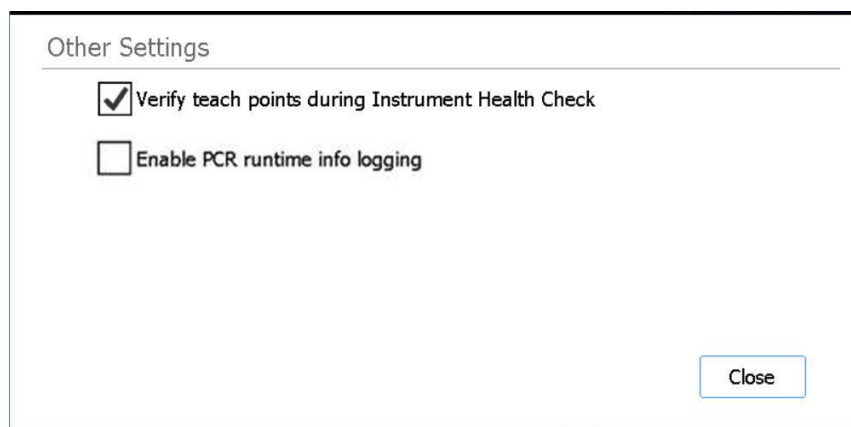 Other Settings
Verify teach points during Instrument Health Check
Enable PCR runtime info logging
Close